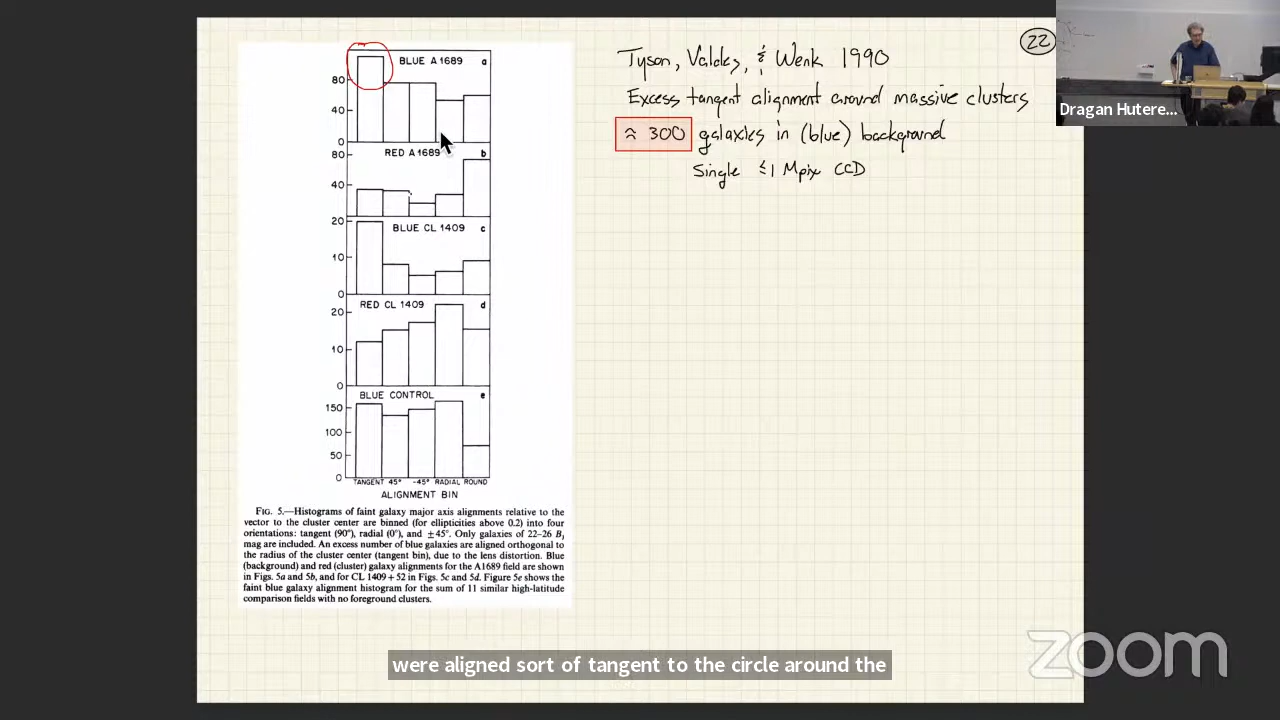 22
Tyson, Valdes, & Wenk 1990
Excess tangent alignment around massive clusters
≈ 300 galaxies in (blue) background
Single ≲1 Mpix CCD
Dragan Hutere...
BLUE A 1689 a
80
40
0
RED A 1689 b
80
40
BLUE CL 1409 c
20
10
0
RED CL 1409 d
20
10
0
BLUE CONTROL e
150
100
50
0
TANGENT 45° -45° RADIAL ROUND
ALIGNMENT BIN
FIG. 5.—Histograms of faint galaxy major axis alignments relative to the
vector to the cluster center are binned (for ellipticities above 0.2) into four
orientations: tangent (90°), radial (0°), and ±45°. Only galaxies of 22–26 BJ
mag are included. An excess number of blue galaxies are aligned orthogonal to
the radius of the cluster center (tangent bin), due to the lens distortion. Blue
(background) and red (cluster) galaxy alignments for the A1689 field are shown
in Figs. 5a and 5b, and for CL 1409 + 52 in Figs. 5c and 5d. Figure 5e shows the
faint blue galaxy alignment histogram for the sum of 11 similar high-latitude
comparison fields with no foreground clusters.
were aligned sort of tangent to the circle around the
zoom